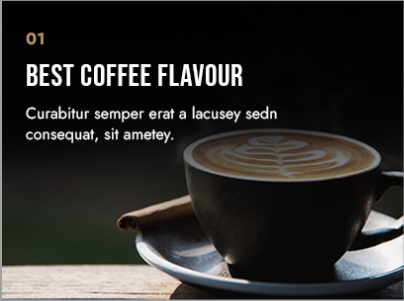 01
BEST COFFEE FLAVOUR
Curabitur semper erat a lacusey sedn
consequat, sit ametey.